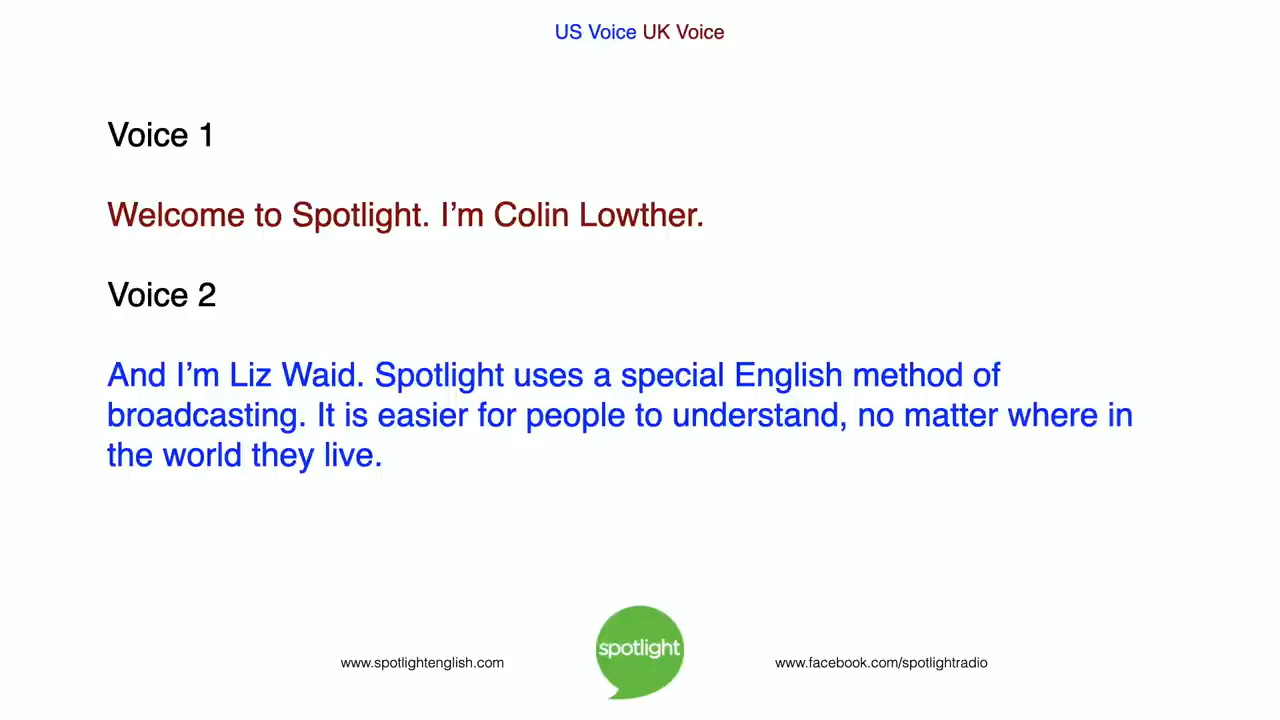 US Voice UK Voice
Voice 1
Welcome to Spotlight. I’m Colin Lowther.
Voice 2
And I’m Liz Waid. Spotlight uses a special English method of
broadcasting. It is easier for people to understand, no matter where in
the world they live.
www.spotlightenglish.com
spotlight
www.facebook.com/spotlightradio